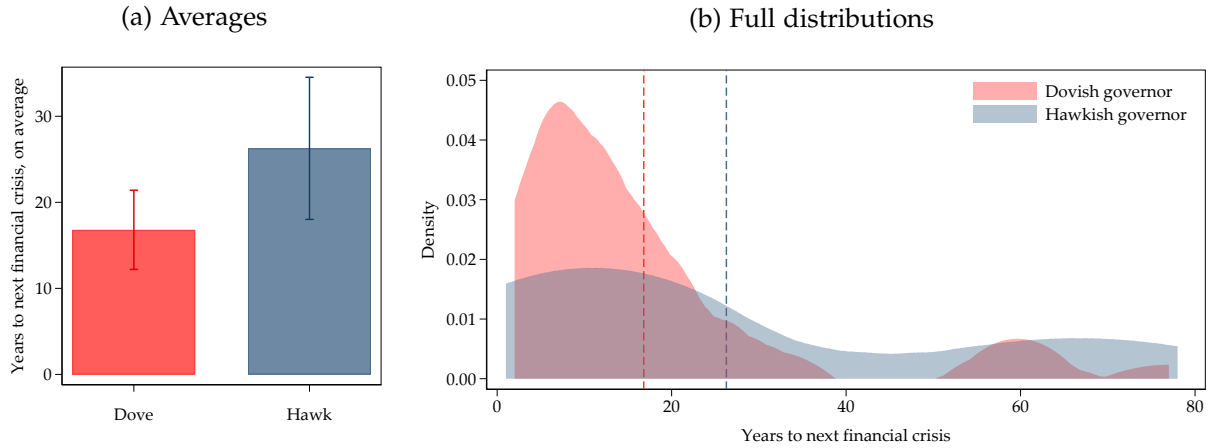 (a) Averages
Years to next financial crisis, on average
30
20
10
0
Dove
Hawk
(b) Full distributions
Dovish governor
Hawkish governor
Density
0.05
0.04
0.03
0.02
0.01
0.00
0
20
40
60
80
Years to next financial crisis